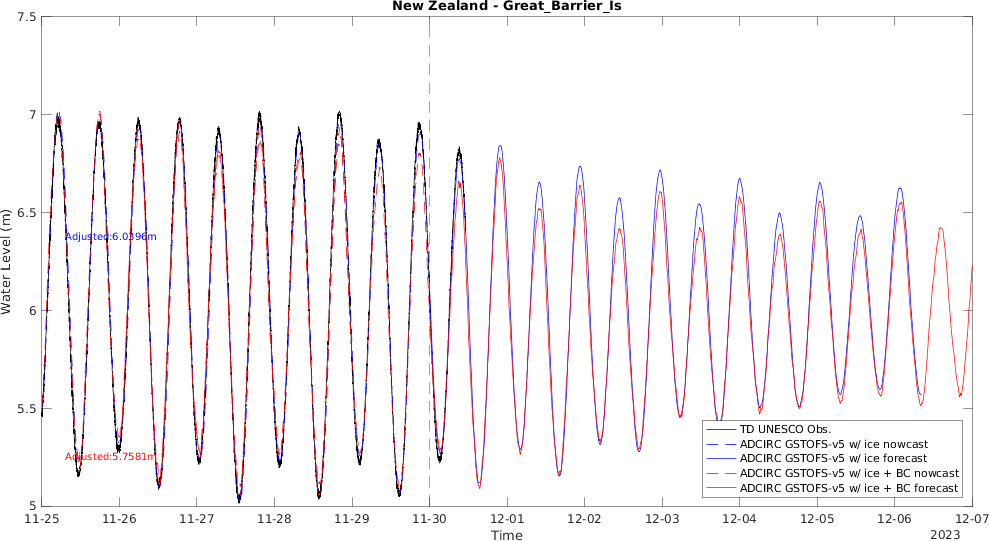 New Zealand - Great_Barrier_Is
Water Level (m)
7.5
7
6.5
6
5.5
5
Adjusted:6.0396m
Adjusted:5.7581m
TD UNESCO Obs.
ADCIRC GSTOFS-v5 w/ ice nowcast
ADCIRC GSTOFS-v5 w/ ice forecast
ADCIRC GSTOFS-v5 w/ ice + BC nowcast
ADCIRC GSTOFS-v5 w/ ice + BC forecast
11-25 11-26 11-27 11-28 11-29 11-30 12-01 12-02 12-03 12-04 12-05 12-06 12-07
Time
2023